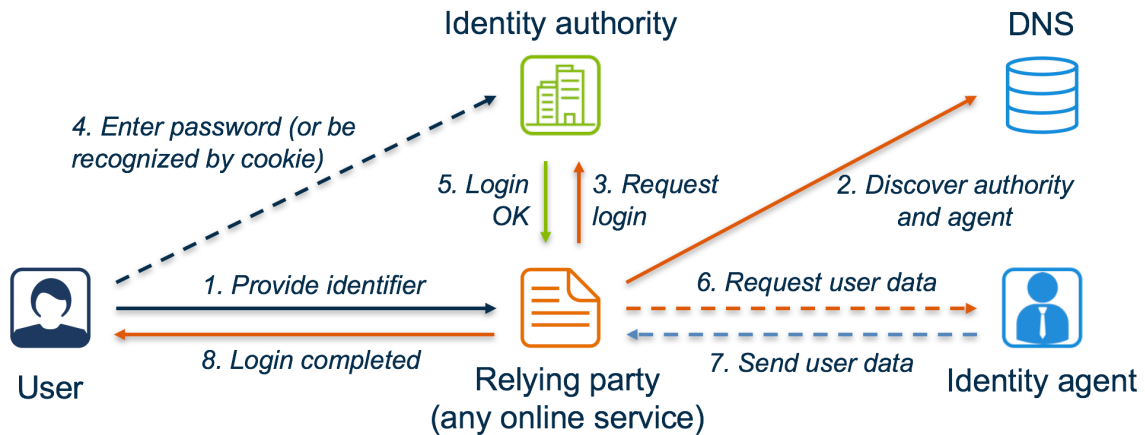 Identity authority
DNS
4. Enter password (or be
recognized by cookie)
5. Login
OK
3. Request
login
2. Discover authority
and agent
1. Provide identifier
6. Request user data
8. Login completed
7. Send user data
User
Relying party
(any online service)
Identity agent